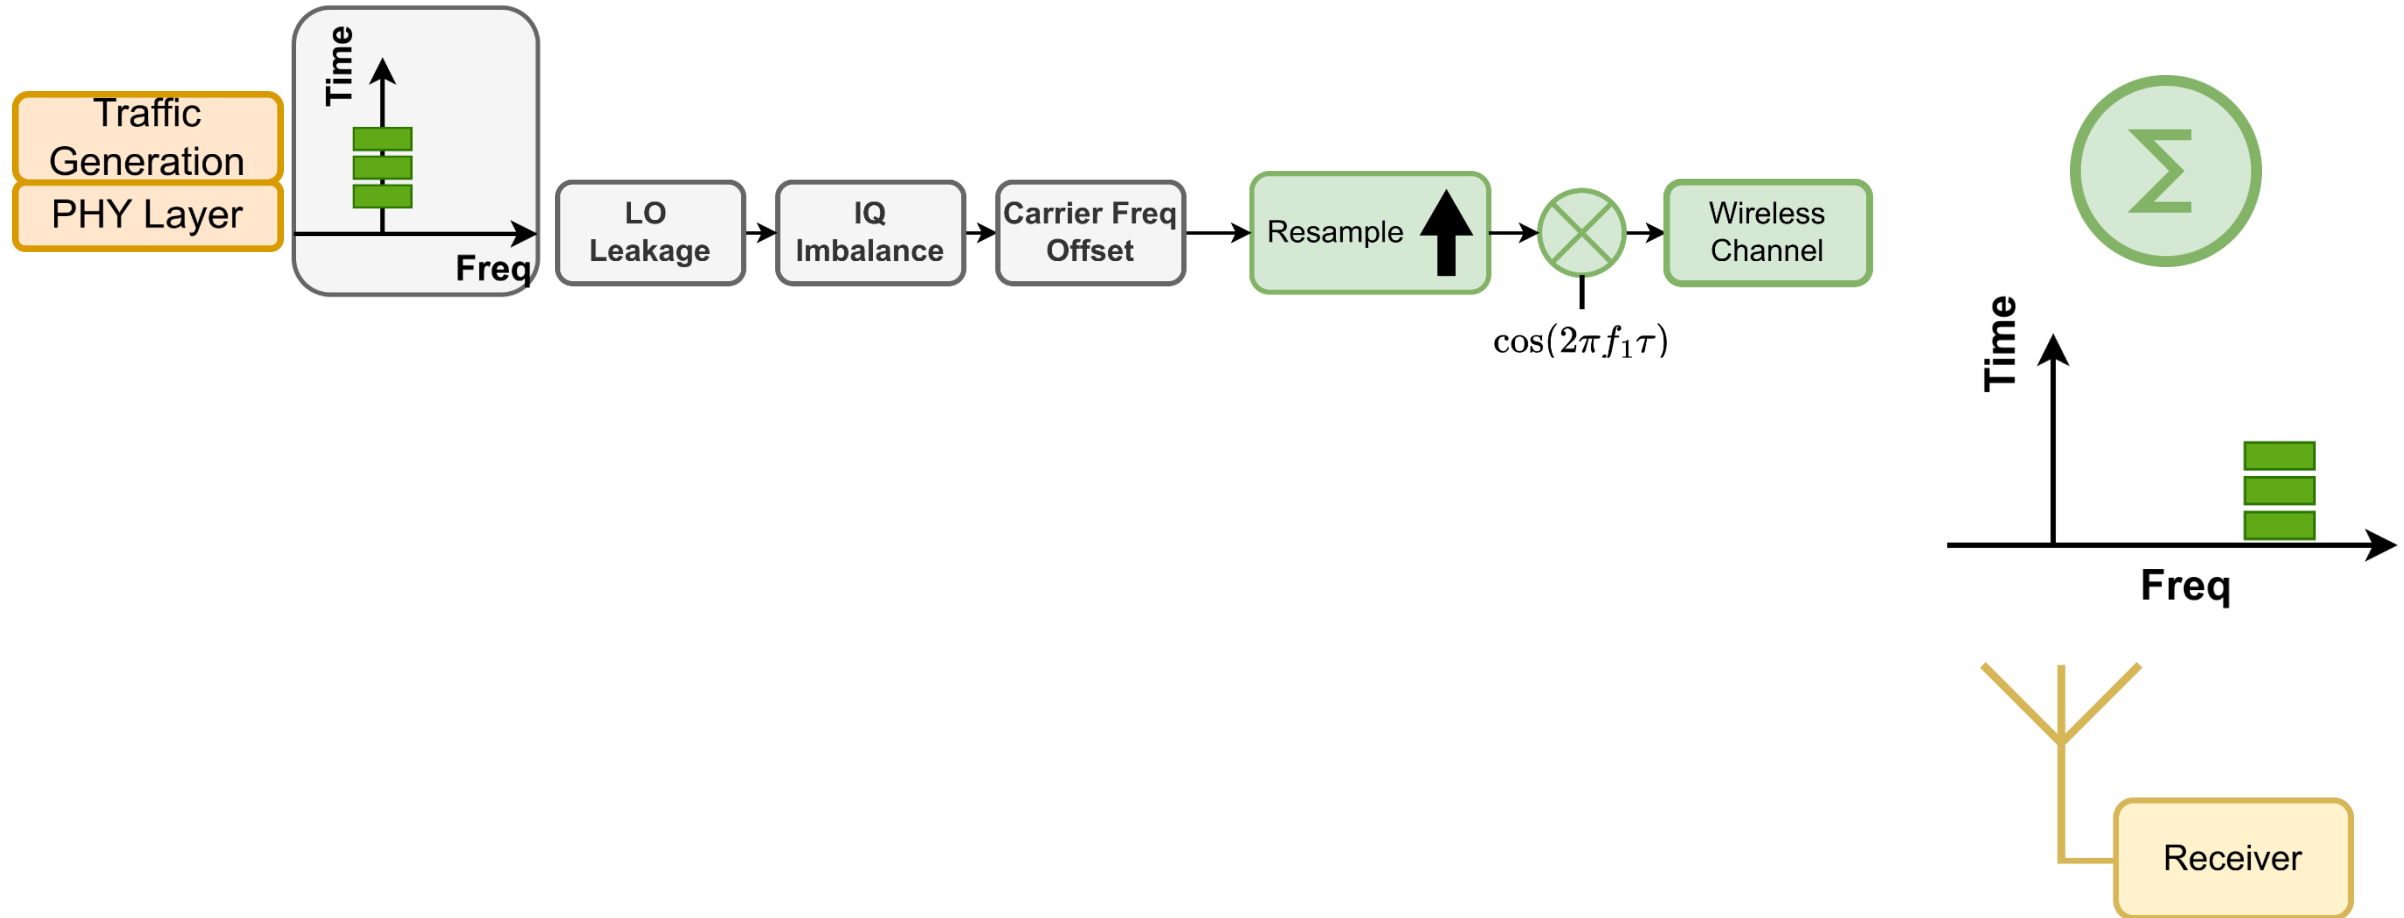 Traffic
Generation
PHY Layer
Time
Freq
LO
Leakage
IQ
Imbalance
Carrier Freq
Offset
Resample
cos(2πf₁τ)
Wireless
Channel
Σ
Time
Freq
Receiver